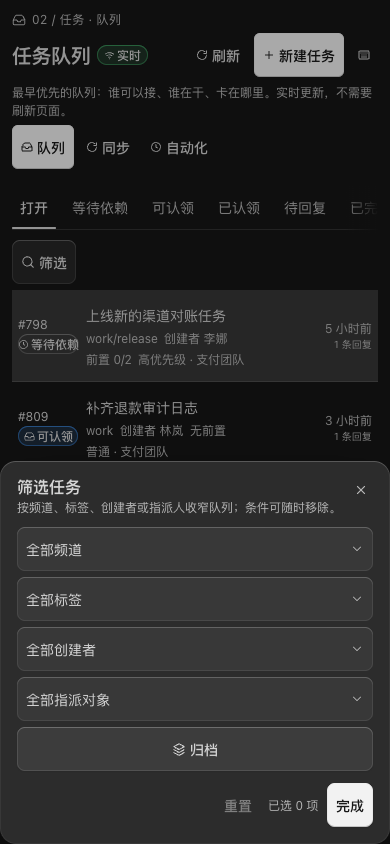 02 / 任务 · 队列
任务队列 实时 刷新 新建任务
最早优先的队列：谁可以接、谁在干、卡在哪里。实时更新，不需要
刷新页面。
队列 同步 自动化
打开 等待依赖 可认领 已认领 待回复 已完
筛选
上线新的渠道对账任务
#798 work/release 创建者 李娜 5 小时前
等待依赖 前置 0/2 高优先级 · 支付团队 1 条回复
补齐退款审计日志
#809 work 创建者 林岚 无前置 3 小时前
可认领 普通 · 支付团队 1 条回复
筛选任务
按频道、标签、创建者或指派人收窄队列；条件可随时移除。
全部频道
全部标签
全部创建者
全部指派对象
归档
重置 已选 0 项 完成